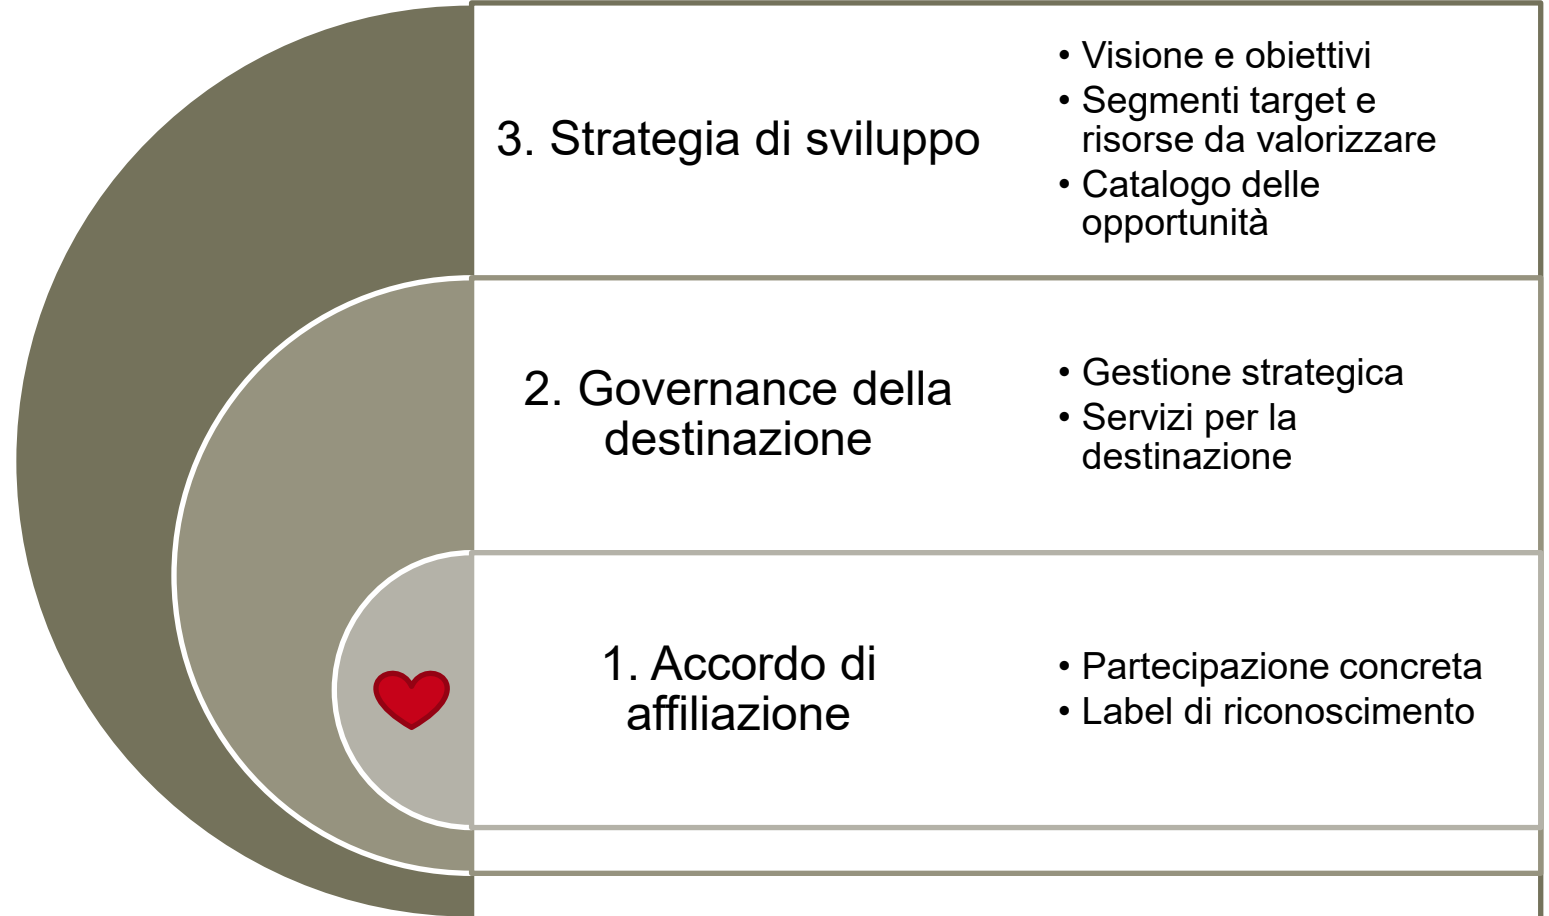 3. Strategia di sviluppo
• Visione e obiettivi
• Segmenti target e
risorse da valorizzare
• Catalogo delle
opportunità
2. Governance della
destinazione
• Gestione strategica
• Servizi per la
destinazione
1. Accordo di
affiliazione
• Partecipazione concreta
• Label di riconoscimento